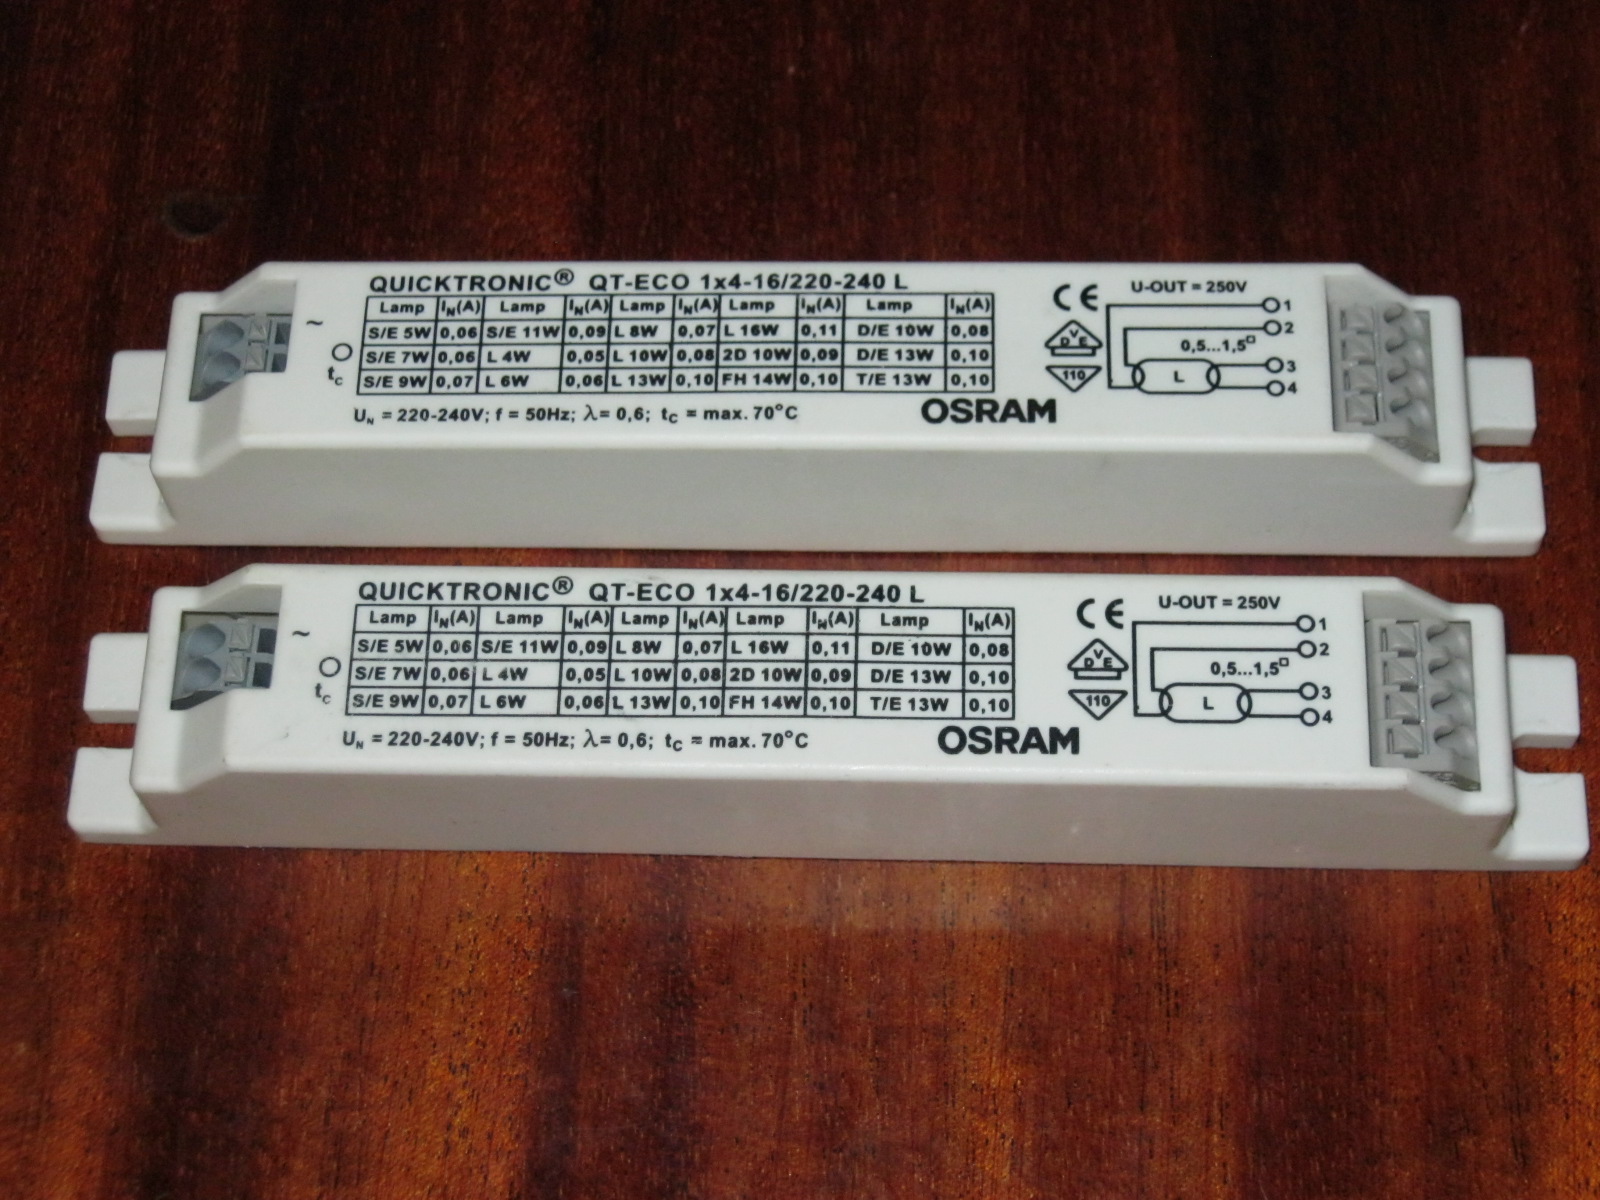 QUICKTRONIC® QT-ECO 1x4-16/220-240 L
Lamp IN(A) Lamp IN(A) Lamp IN(A) Lamp IN(A) Lamp IN(A)
S/E 5W 0,06 S/E 11W 0,09 L 8W 0,07 L 16W 0,11 D/E 10W 0,08
S/E 7W 0,06 L 4W 0,05 L 10W 0,08 2D 10W 0,09 D/E 13W 0,10
S/E 9W 0,07 L 6W 0,06 L 13W 0,10 FH 14W 0,10 T/E 13W 0,10
~
tc
UN = 220-240V; f = 50Hz; λ= 0,6; tC = max. 70°C
OSRAM
CE
DVE
110
U-OUT = 250V
1
2
0,5...1,5□
3
L
4
QUICKTRONIC® QT-ECO 1x4-16/220-240 L
Lamp IN(A) Lamp IN(A) Lamp IN(A) Lamp IN(A) Lamp IN(A)
S/E 5W 0,06 S/E 11W 0,09 L 8W 0,07 L 16W 0,11 D/E 10W 0,08
S/E 7W 0,06 L 4W 0,05 L 10W 0,08 2D 10W 0,09 D/E 13W 0,10
S/E 9W 0,07 L 6W 0,06 L 13W 0,10 FH 14W 0,10 T/E 13W 0,10
~
tc
UN = 220-240V; f = 50Hz; λ= 0,6; tC = max. 70°C
OSRAM
CE
DVE
110
U-OUT = 250V
1
2
0,5...1,5□
3
L
4